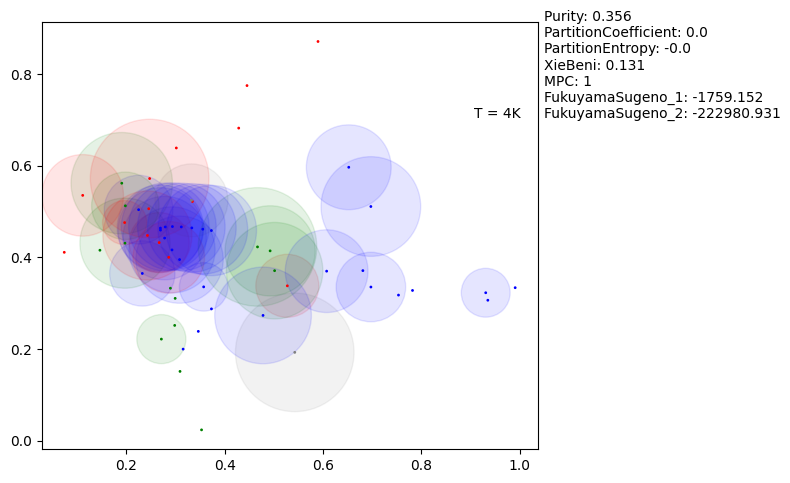 Purity: 0.356
PartitionCoefficient: 0.0
PartitionEntropy: -0.0
XieBeni: 0.131
MPC: 1
FukuyamaSugeno_1: -1759.152
FukuyamaSugeno_2: -222980.931
T = 4K
0.8
0.6
0.4
0.2
0.0
0.2 0.4 0.6 0.8 1.0